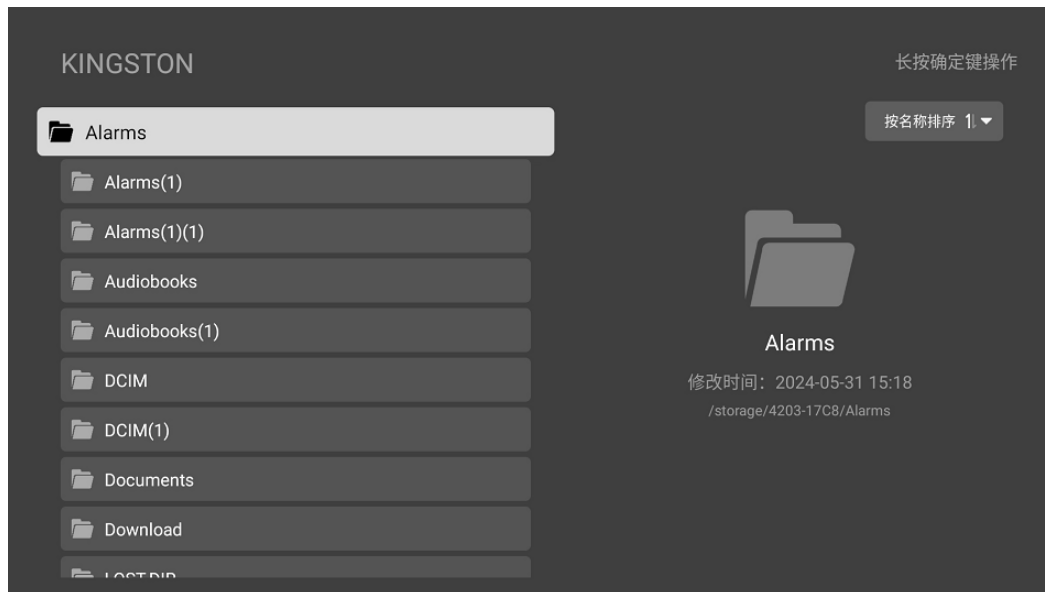 KINGSTON
长按确定键操作
按名称排序
Alarms
Alarms(1)
Alarms(1)(1)
Audiobooks
Audiobooks(1)
DCIM
DCIM(1)
Documents
Download
LOST.DIR
Alarms
修改时间：2024-05-31 15:18
/storage/4203-17C8/Alarms